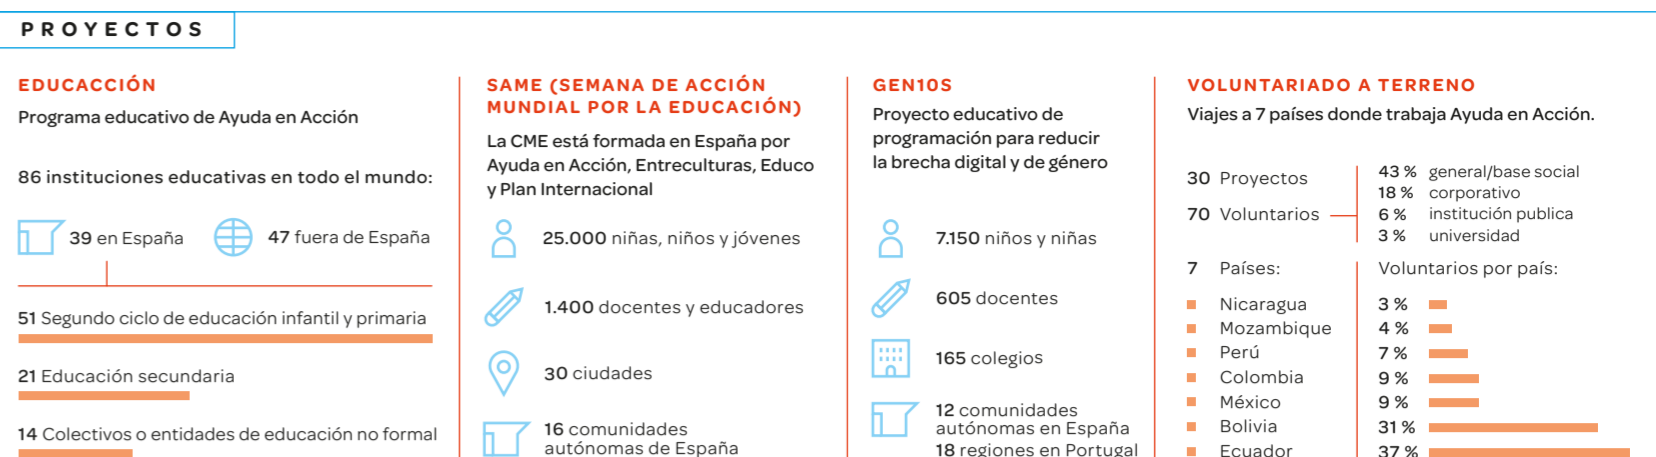 PROYECTOS
EDUCACCIÓN
Programa educativo de Ayuda en Acción
86 instituciones educativas en todo el mundo:
39 en España
47 fuera de España
51 Segundo ciclo de educación infantil y primaria
21 Educación secundaria
14 Colectivos o entidades de educación no formal
SAME (SEMANA DE ACCIÓN
MUNDIAL POR LA EDUCACIÓN)
La CME está formada en España por
Ayuda en Acción, Entreculturas, Educo
y Plan Internacional
25.000 niñas, niños y jóvenes
1.400 docentes y educadores
30 ciudades
16 comunidades
autónomas de España
GEN10S
Proyecto educativo de
programación para reducir
la brecha digital y de género
7.150 niños y niñas
605 docentes
165 colegios
12 comunidades
autónomas en España
18 regiones en Portugal
VOLUNTARIADO A TERRENO
Viajes a 7 países donde trabaja Ayuda en Acción.
30 Proyectos
70 Voluntarios
43 % general/base social
18 % corporativo
6 % institución publica
3 % universidad
7 Países:
Voluntarios por país:
Nicaragua 3 %
Mozambique 4 %
Perú 7 %
Colombia 9 %
México 9 %
Bolivia 31 %
Ecuador 37 %